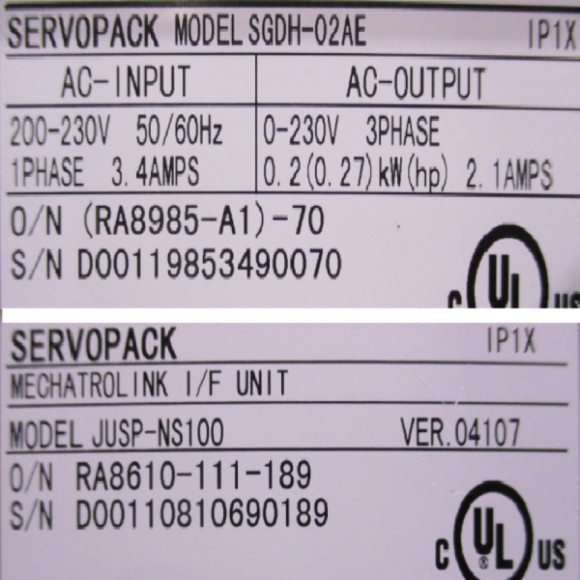 SERVOPACK MODEL SGDH-02AE IP1X
AC-INPUT AC-OUTPUT
200-230V 50/60Hz 0-230V 3PHASE
1PHASE 3.4AMPS 0.2(0.27)kW(hp) 2.1AMPS
O/N (RA8985-A1)-70
S/N D00119853490070
C UL US
SERVOPACK IP1X
MECHATROLINK I/F UNIT
MODEL JUSP-NS100 VER.04107
O/N RA8610-111-189
S/N D00110810690189
C UL® US